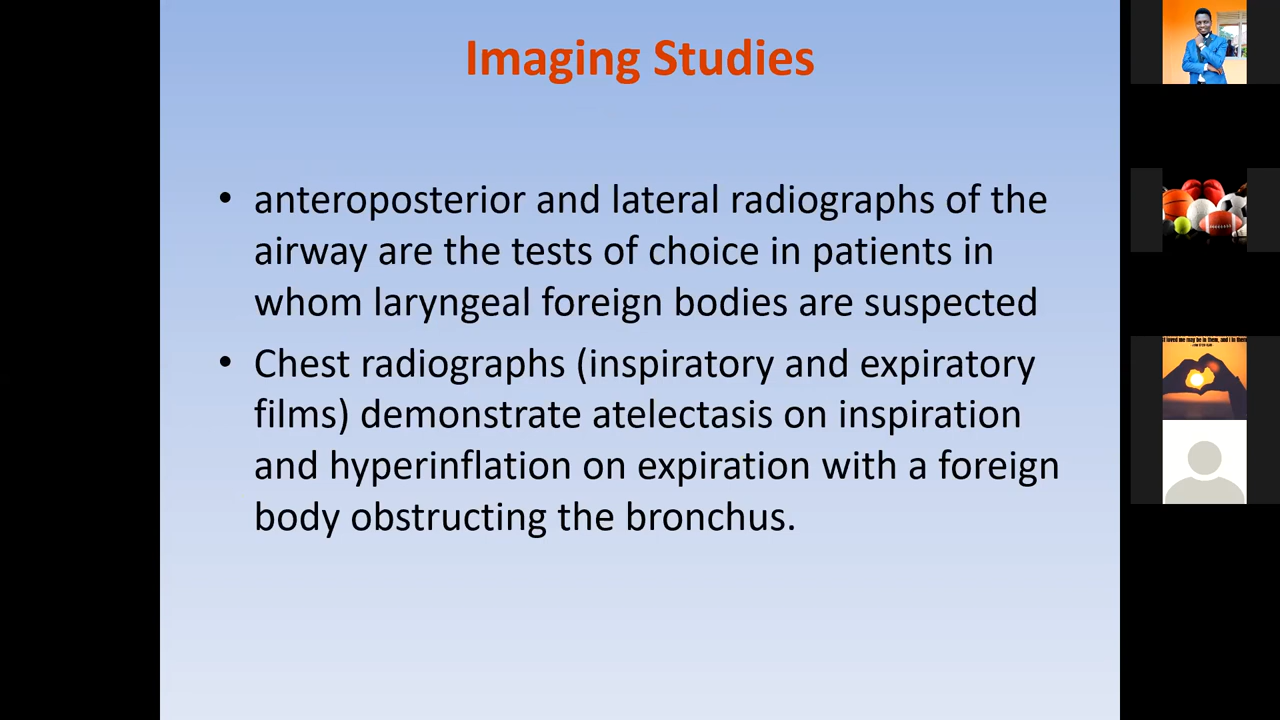 Imaging Studies
• anteroposterior and lateral radiographs of the
airway are the tests of choice in patients in
whom laryngeal foreign bodies are suspected
• Chest radiographs (inspiratory and expiratory
films) demonstrate atelectasis on inspiration
and hyperinflation on expiration with a foreign
body obstructing the bronchus.